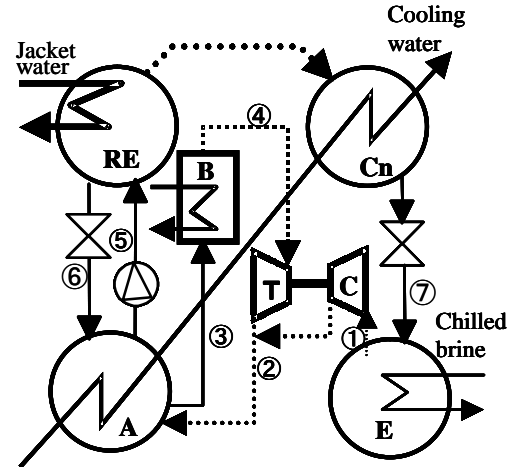 Cooling
water
Jacket
water
RE
B
④
Cn
⑤
⑥
T
C
⑦
③
①
Chilled
brine
②
A
E